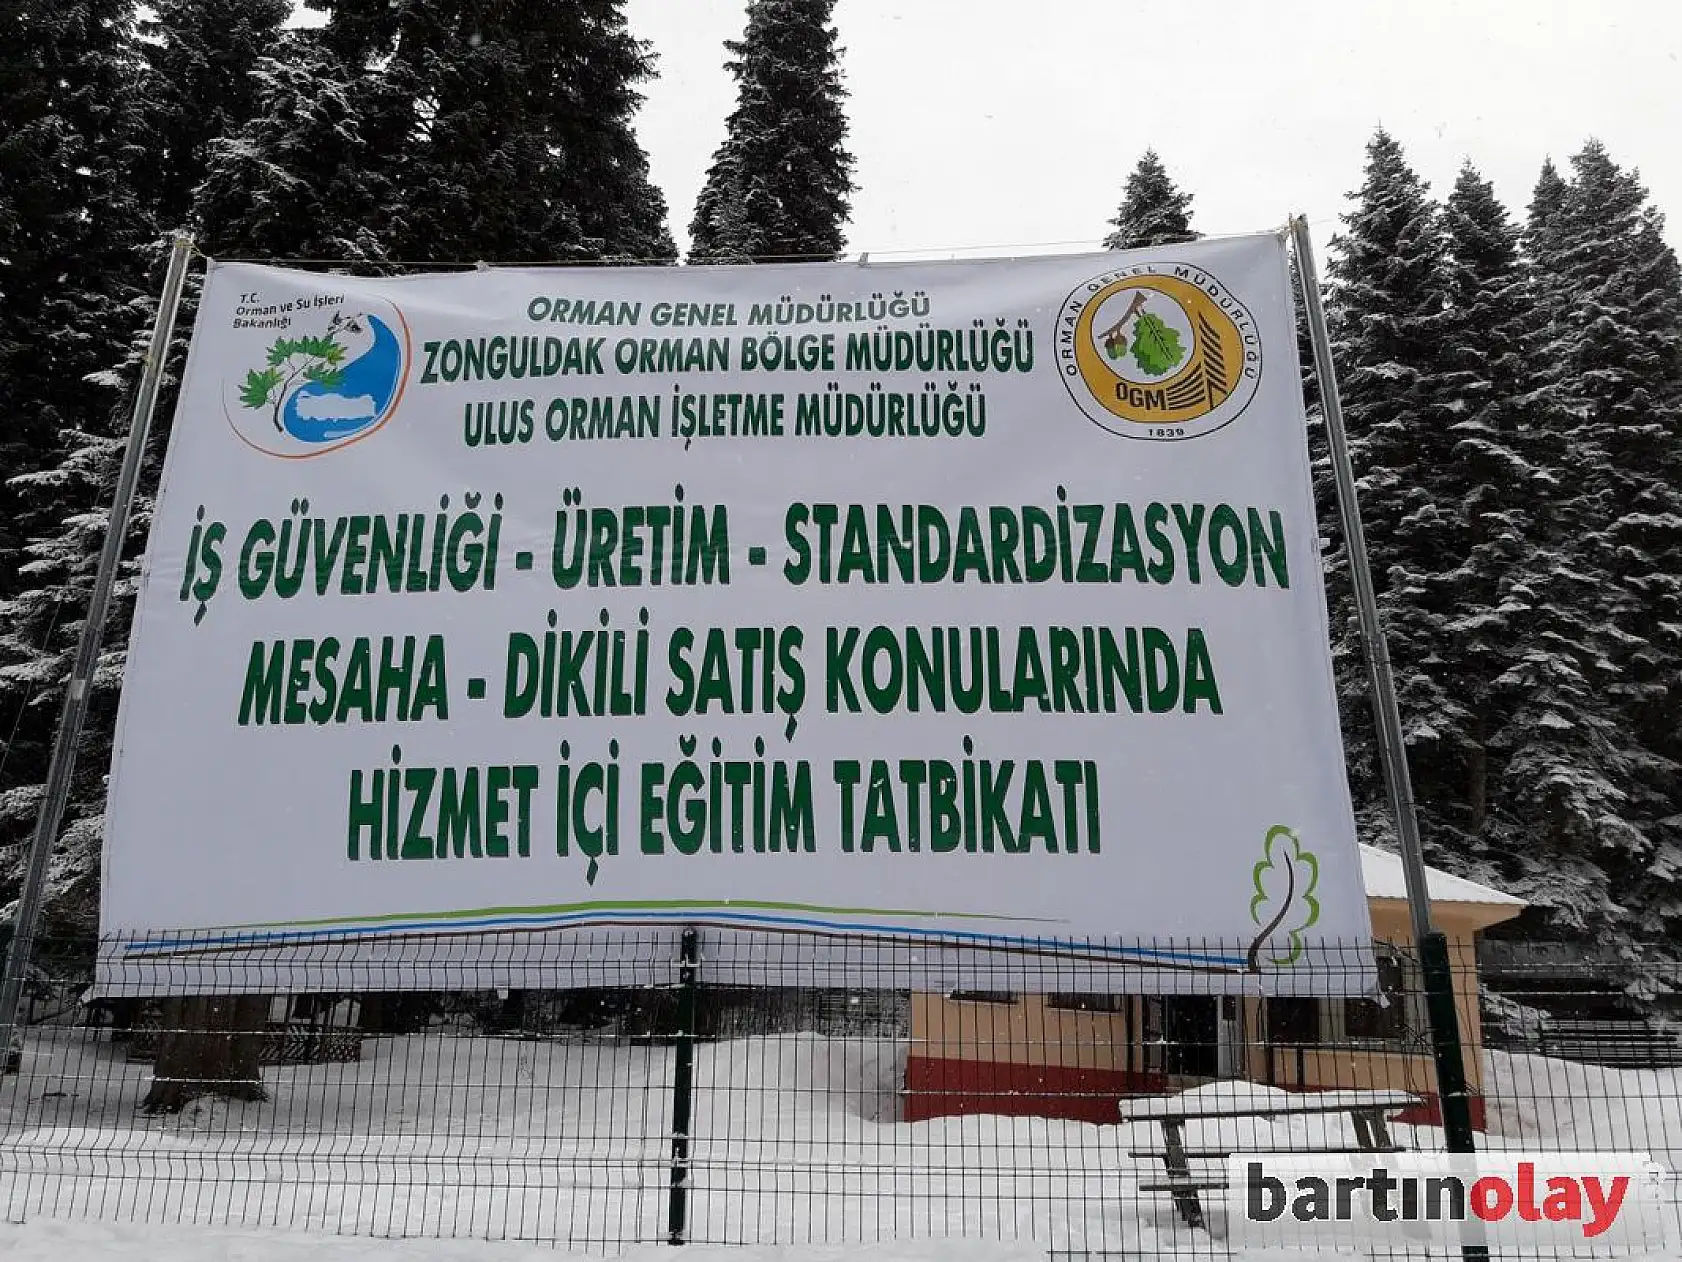 T.C.
Orman ve Su İşleri
Bakanlığı
ORMAN GENEL MÜDÜRLÜĞÜ
ZONGULDAK ORMAN BÖLGE MÜDÜRLÜĞÜ
ULUS ORMAN İŞLETME MÜDÜRLÜĞÜ
ORMAN GENEL MÜDÜRLÜĞÜ
OGM
1839
İŞ GÜVENLİĞİ - ÜRETİM - STANDARDİZASYON
MESAHA - DİKİLİ SATIŞ KONULARINDA
HİZMET İÇİ EĞİTİM TATBİKATI
bartınolay